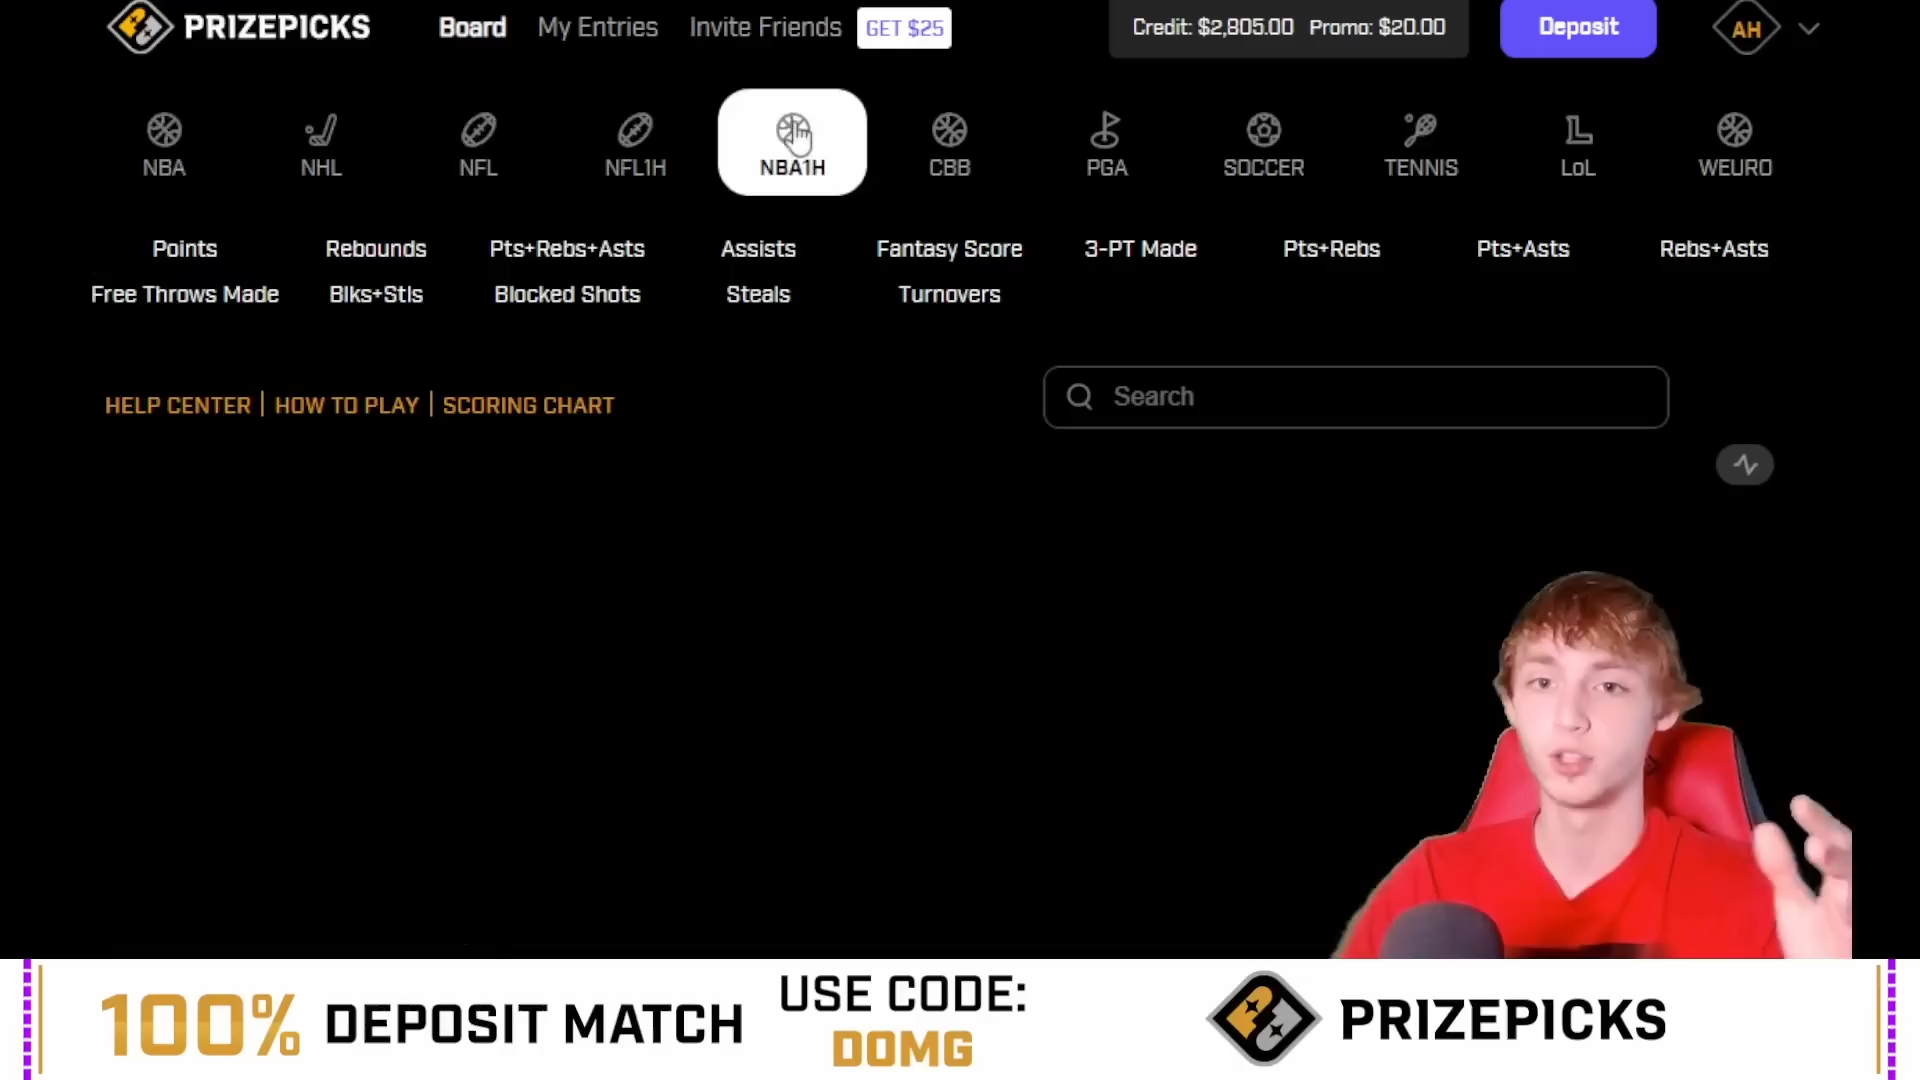 PRIZEPICKS Board My Entries Invite Friends GET $25 Credit: $2,805.00 Promo: $20.00 Deposit AH
NBA NHL NFL NFL1H NBA1H CBB PGA SOCCER TENNIS LoL WEURO
Points Rebounds Pts+Rebs+Asts Assists Fantasy Score 3-PT Made Pts+Rebs Pts+Asts Rebs+Asts
Free Throws Made Blks+Stls Blocked Shots Steals Turnovers
HELP CENTER | HOW TO PLAY | SCORING CHART
Search
100% DEPOSIT MATCH
USE CODE:
DOMG
PRIZEPICKS